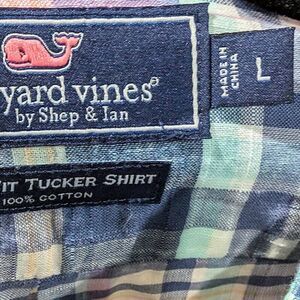 yard vines®
by Shep & Ian
MADE IN
CHINA
L
IT TUCKER SHIRT
100% COTTON